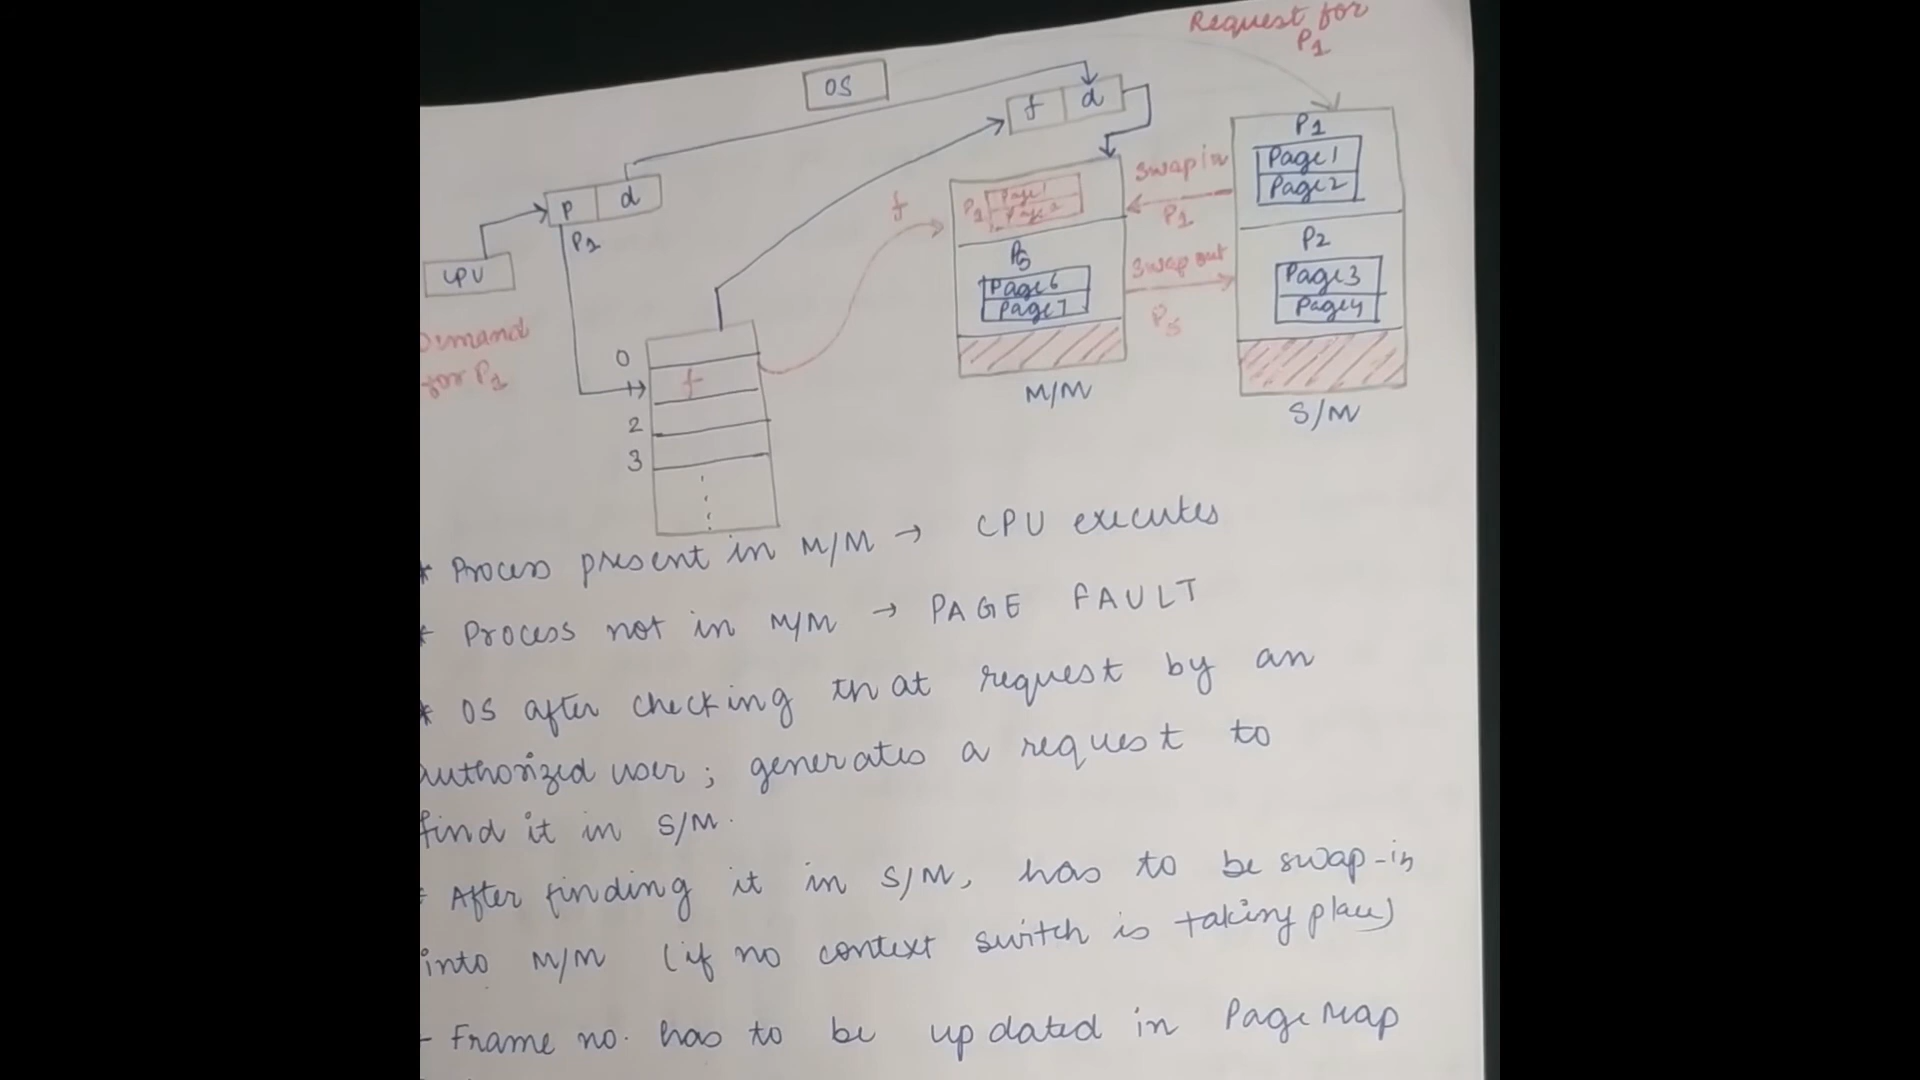 Request for
P1
OS
f d
P d
P1
CPU
Demand
for P1
f
0
1
2
3
f
P1 Page1
Page2
P5
Page6
Page7
M/M
Swap in
P1
Swap out
P5
P1
Page1
Page2
P2
Page3
Page4
S/M
* Process present in M/M → CPU executes
* Process not in M/M → PAGE FAULT
* OS after checking that request by an
authorized user; generates a request to
find it in S/M.
* After finding it in S/M, has to be swap-in
into M/M (if no context switch is taking place)
- Frame no. has to be updated in Page Map